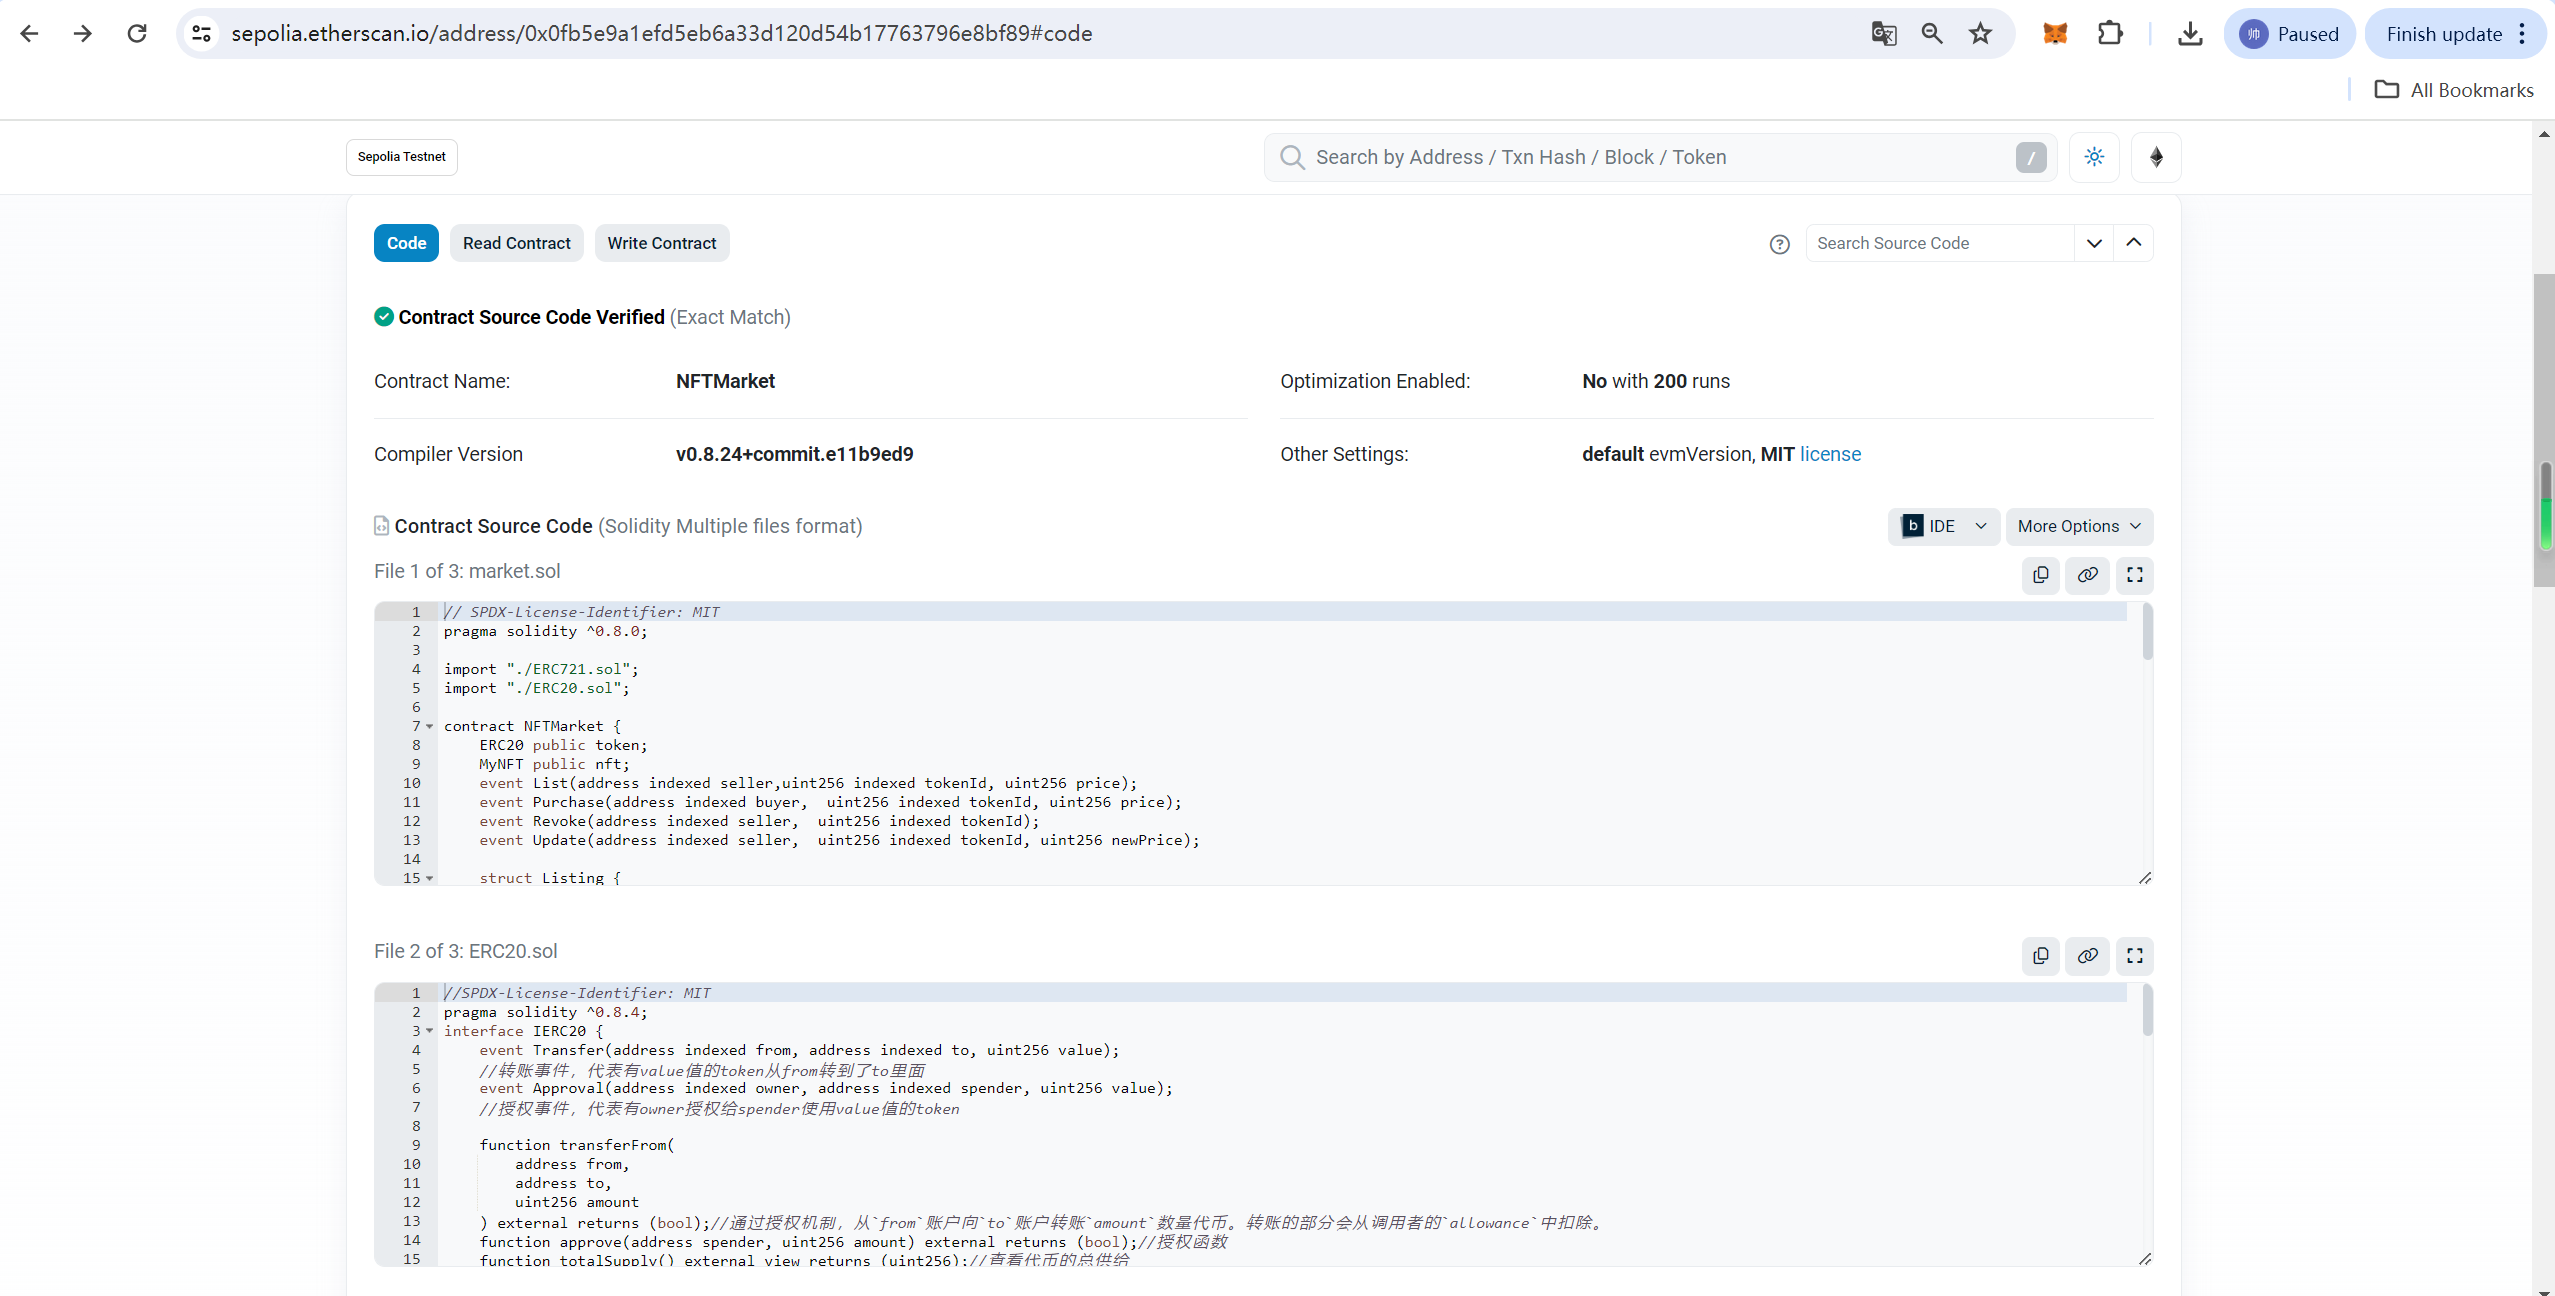 sepolia.etherscan.io/address/0x0fb5e9a1efd5eb6a33d120d54b17763796e8bf89#code
帅 Paused
Finish update
All Bookmarks
Sepolia Testnet
Search by Address / Txn Hash / Block / Token
/
Code
Read Contract
Write Contract
Search Source Code
Contract Source Code Verified (Exact Match)
Contract Name:
NFTMarket
Optimization Enabled:
No with 200 runs
Compiler Version
v0.8.24+commit.e11b9ed9
Other Settings:
default evmVersion, MIT license
Contract Source Code (Solidity Multiple files format)
b IDE
More Options
File 1 of 3: market.sol
1 // SPDX-License-Identifier: MIT
2 pragma solidity ^0.8.0;
3
4 import "./ERC721.sol";
5 import "./ERC20.sol";
6
7 contract NFTMarket {
8 ERC20 public token;
9 MyNFT public nft;
10 event List(address indexed seller,uint256 indexed tokenId, uint256 price);
11 event Purchase(address indexed buyer,  uint256 indexed tokenId, uint256 price);
12 event Revoke(address indexed seller,  uint256 indexed tokenId);
13 event Update(address indexed seller,  uint256 indexed tokenId, uint256 newPrice);
14
15 struct Listing {
File 2 of 3: ERC20.sol
1 //SPDX-License-Identifier: MIT
2 pragma solidity ^0.8.4;
3 interface IERC20 {
4 event Transfer(address indexed from, address indexed to, uint256 value);
5 //转账事件，代表有value值的token从from转到了to里面
6 event Approval(address indexed owner, address indexed spender, uint256 value);
7 //授权事件，代表有owner授权给spender使用value值的token
8
9 function transferFrom(
10 address from,
11 address to,
12 uint256 amount
13 ) external returns (bool);//通过授权机制，从`from`账户向`to`账户转账`amount`数量代币。转账的部分会从调用者的`allowance`中扣除。
14 function approve(address spender, uint256 amount) external returns (bool);//授权函数
15 function totalSupply() external view returns (uint256);//查看代币的总供给